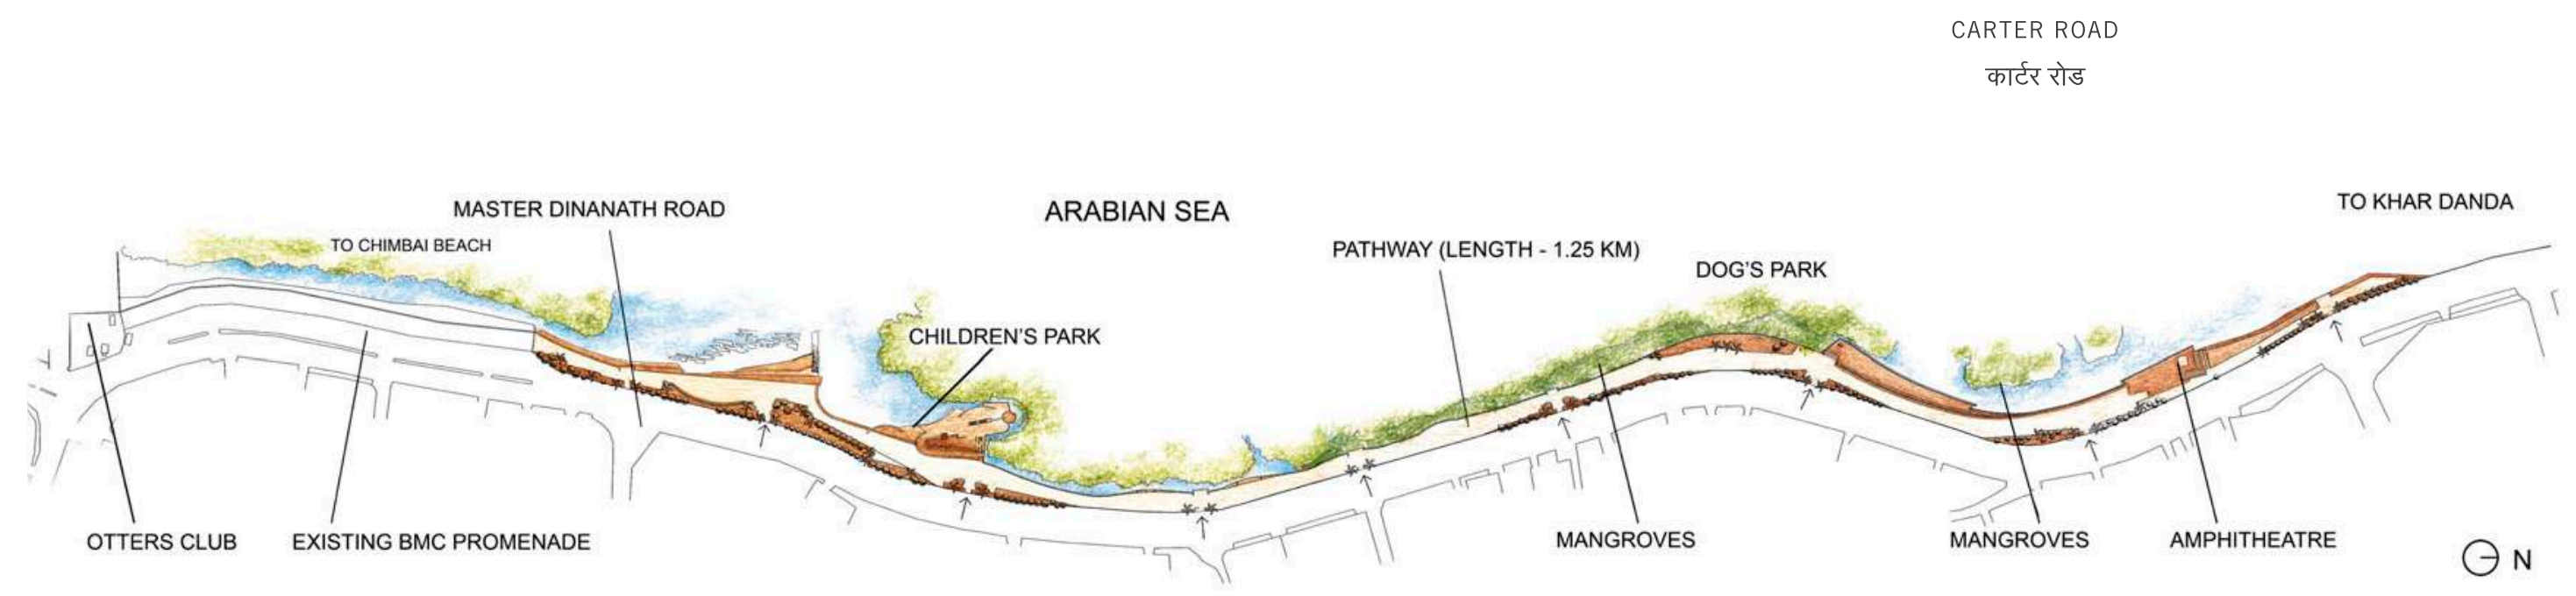 CARTER ROAD
कार्टर रोड
TO KHAR DANDA
MASTER DINANATH ROAD
ARABIAN SEA
TO CHIMBAI BEACH
PATHWAY (LENGTH - 1.25 KM)
DOG'S PARK
CHILDREN'S PARK
OTTERS CLUB
EXISTING BMC PROMENADE
MANGROVES
MANGROVES
AMPHITHEATRE
N